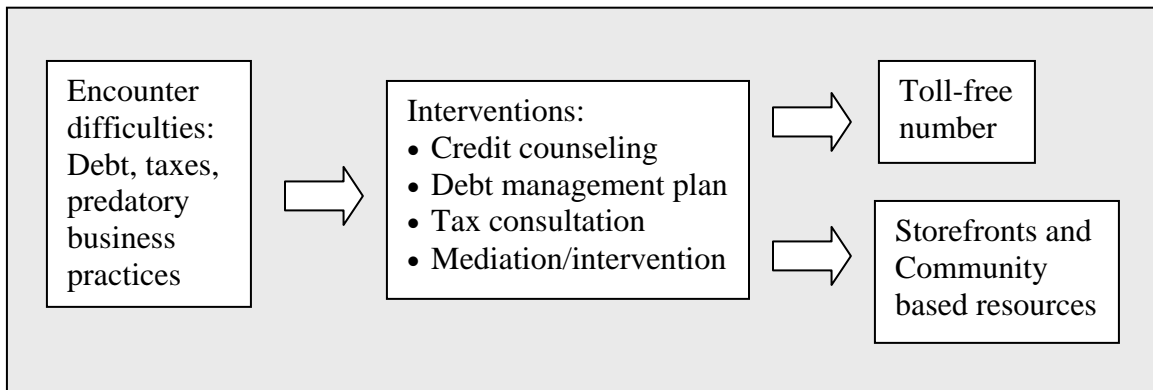 Encounter
difficulties:
Debt, taxes,
predatory
business
practices
Interventions:
• Credit counseling
• Debt management plan
• Tax consultation
• Mediation/intervention
Toll-free
number
Storefronts and
Community
based resources